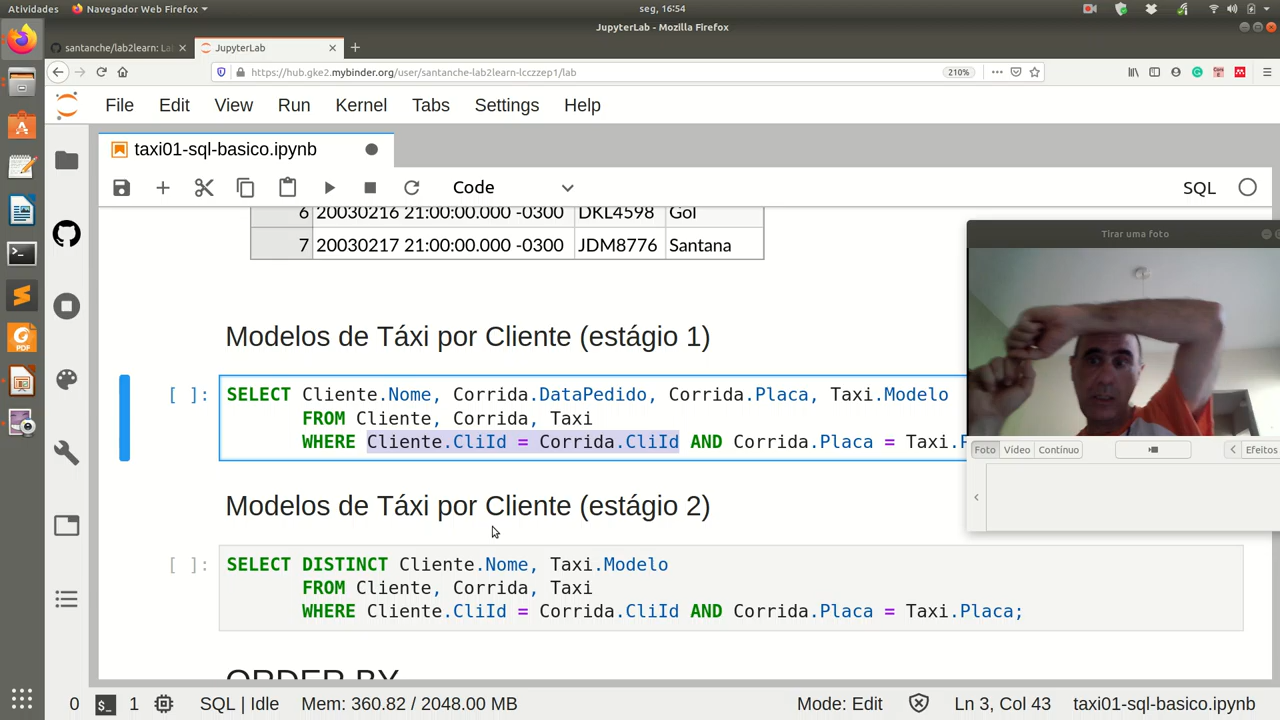 Atividades
Navegador Web Firefox
seg, 16:54
JupyterLab - Mozilla Firefox
santanche/lab2learn: La
JupyterLab
https://hub.gke2.mybinder.org/user/santanche-lab2learn-lcczzep1/lab
210%
File Edit View Run Kernel Tabs Settings Help
taxi01-sql-basico.ipynb
Code
SQL
6 20030216 21:00:00.000 -0300 DKL4598 Gol
7 20030217 21:00:00.000 -0300 JDM8776 Santana
Tirar uma foto
Modelos de Táxi por Cliente (estágio 1)
[ ]: SELECT Cliente.Nome, Corrida.DataPedido, Corrida.Placa, Taxi.Modelo
FROM Cliente, Corrida, Taxi
WHERE Cliente.CliId = Corrida.CliId AND Corrida.Placa = Taxi.P
Foto Vídeo Contínuo Efeitos
Modelos de Táxi por Cliente (estágio 2)
[ ]: SELECT DISTINCT Cliente.Nome, Taxi.Modelo
FROM Cliente, Corrida, Taxi
WHERE Cliente.CliId = Corrida.CliId AND Corrida.Placa = Taxi.Placa;
ORDER BY
0 1 SQL | Idle Mem: 360.82 / 2048.00 MB Mode: Edit Ln 3, Col 43 taxi01-sql-basico.ipynb